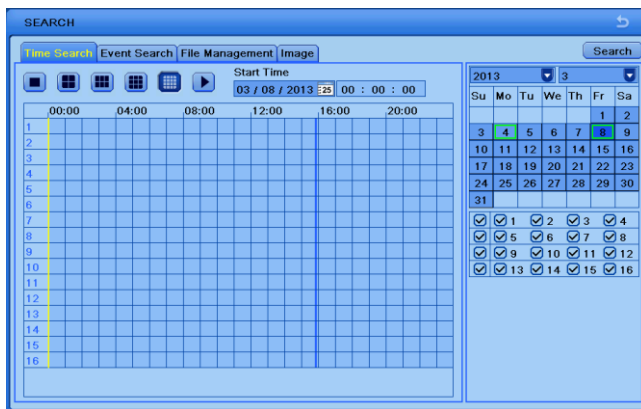 SEARCH
Time Search Event Search File Management Image Search
Start Time
03 / 08 / 2013 25 00 : 00 : 00
00:00 04:00 08:00 12:00 16:00 20:00
1
2
3
4
5
6
7
8
9
10
11
12
13
14
15
16
2013 3
Su Mo Tu We Th Fr Sa
1 2
3 4 5 6 7 8 9
10 11 12 13 14 15 16
17 18 19 20 21 22 23
24 25 26 27 28 29 30
31
1 2 3 4
5 6 7 8
9 10 11 12
13 14 15 16